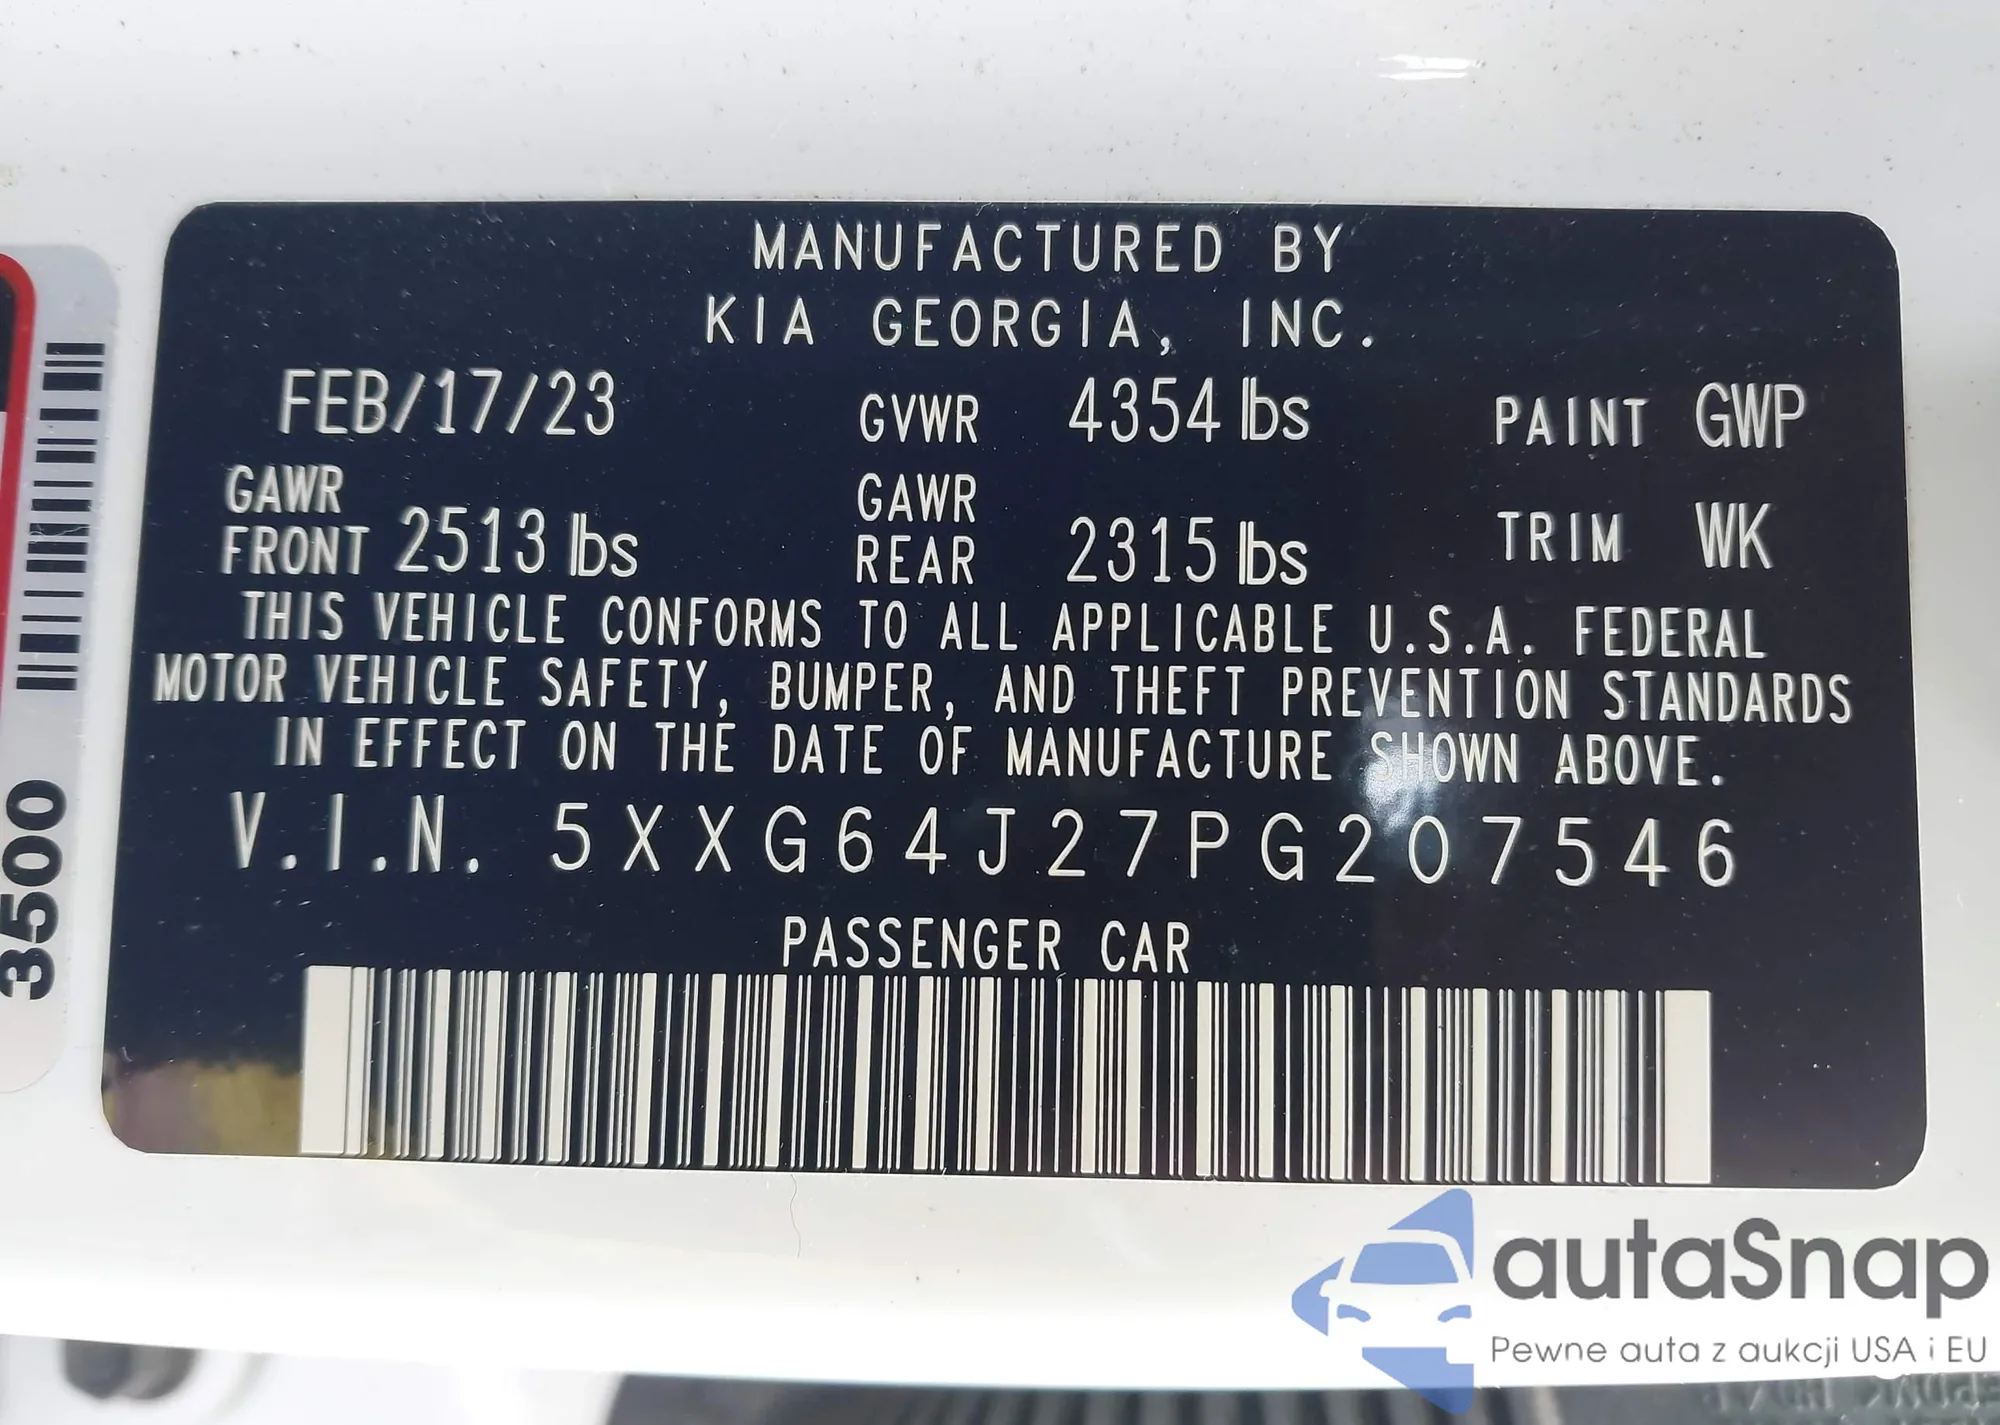 MANUFACTURED BY
KIA GEORGIA, INC.
FEB/17/23 GVWR 4354 lbs PAINT GWP
GAWR FRONT 2513 lbs GAWR REAR 2315 lbs TRIM WK
THIS VEHICLE CONFORMS TO ALL APPLICABLE U.S.A. FEDERAL
MOTOR VEHICLE SAFETY, BUMPER, AND THEFT PREVENTION STANDARDS
IN EFFECT ON THE DATE OF MANUFACTURE SHOWN ABOVE.
V.I.N. 5XXG64J27PG207546
PASSENGER CAR
3500
autaSnap
Pewne auta z aukcji USA i EU